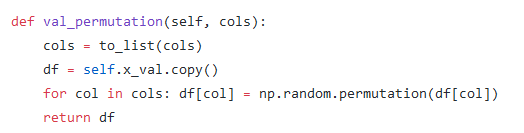 def val_permutation(self, cols):
    cols = to_list(cols)
    df = self.x_val.copy()
    for col in cols: df[col] = np.random.permutation(df[col])
    return df